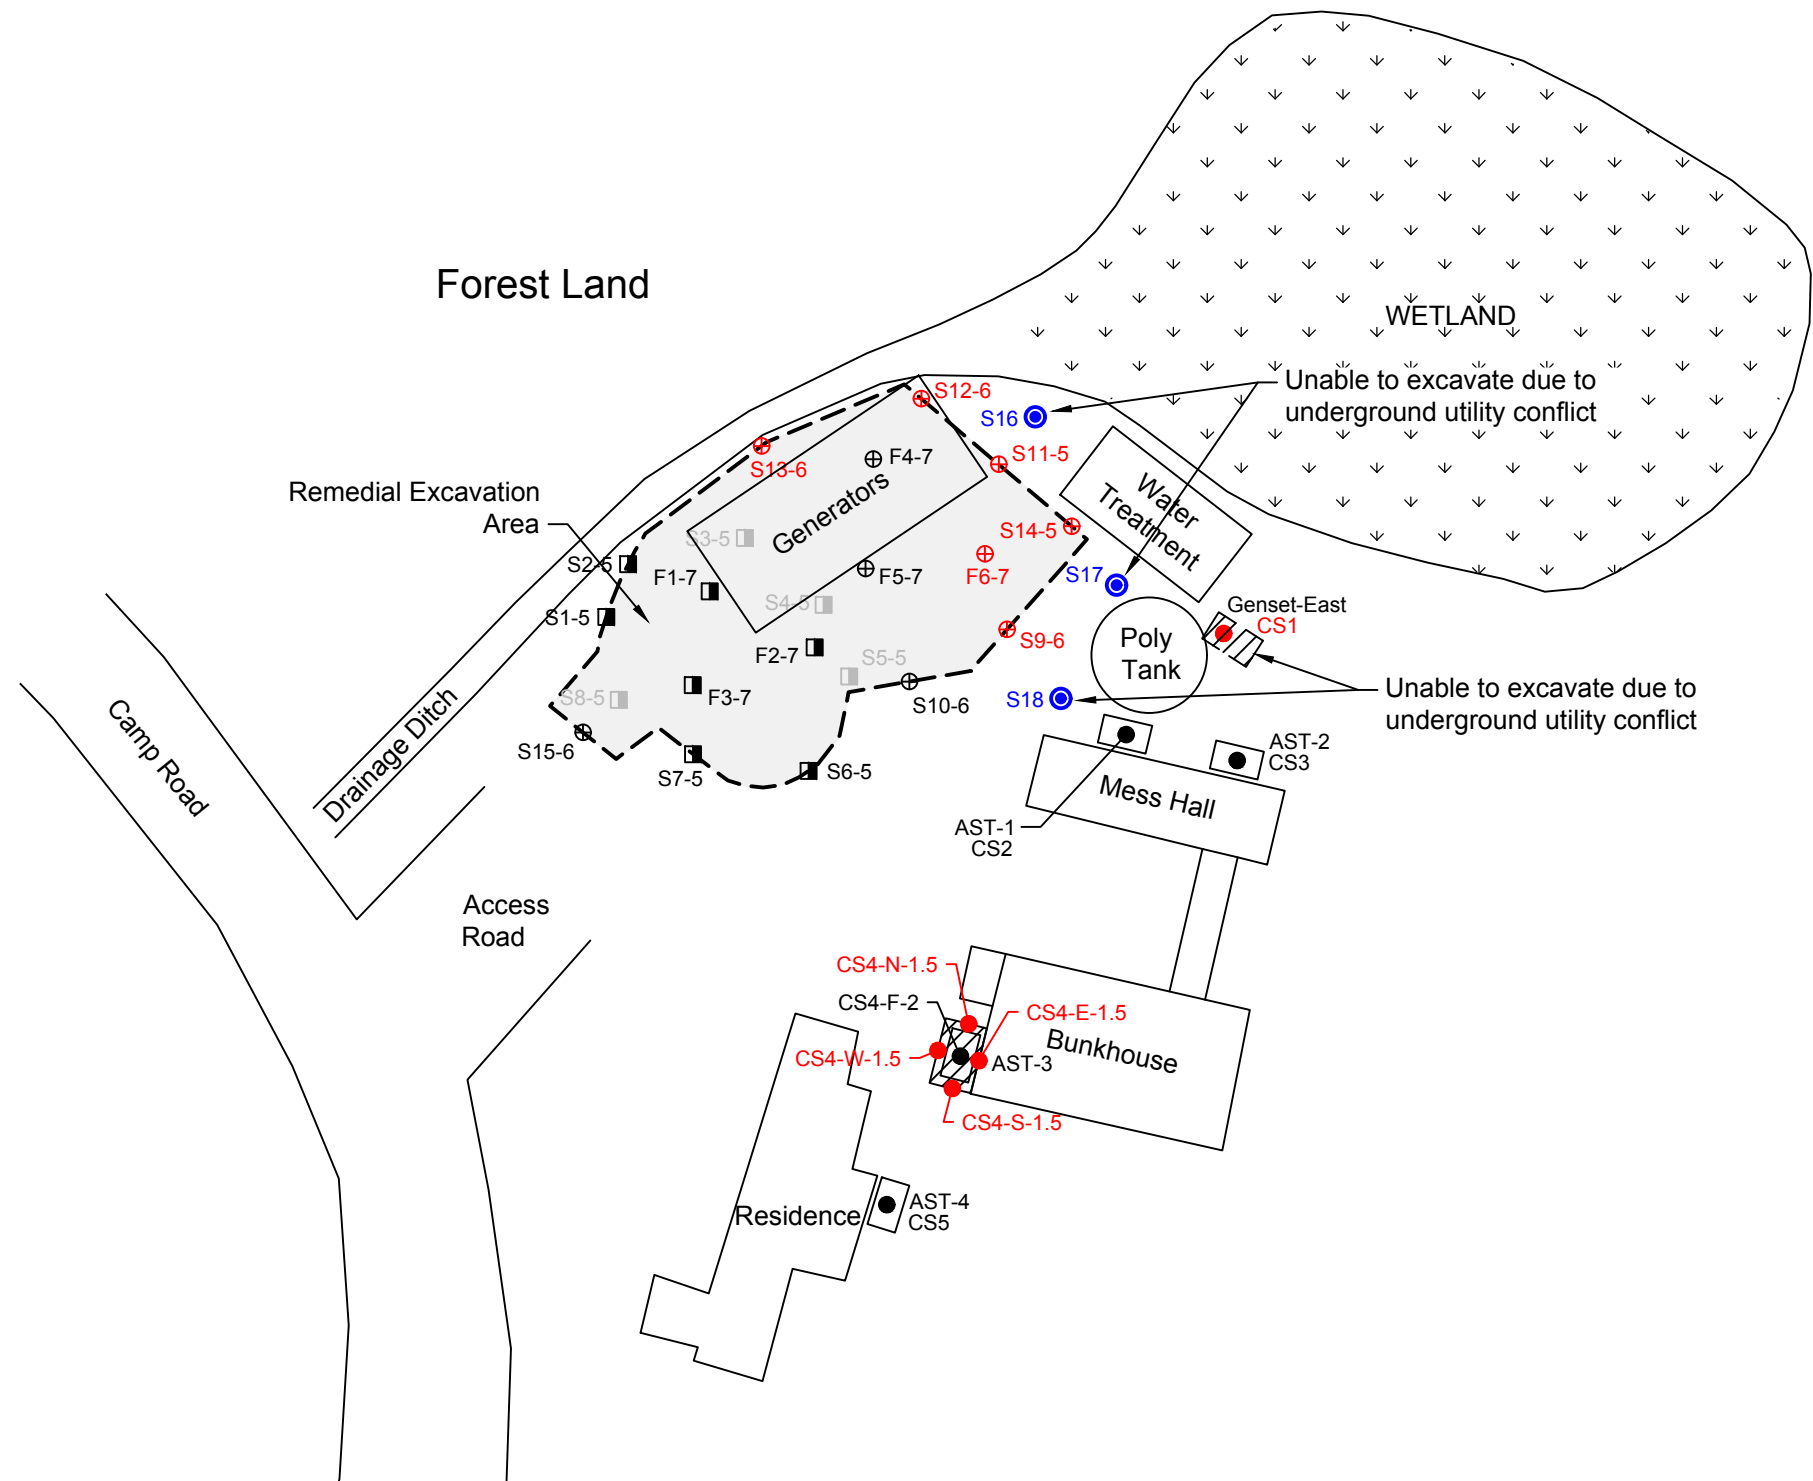 Forest Land
WETLAND
Unable to excavate due to
underground utility conflict
S12-6
S16
S11-5
S13-6
F4-7
Generators
Remedial Excavation
Area
Water
Treatment
S14-5
S3-5
S2-5
F1-7
F5-7
F6-7
S17
S4-5
S1-5
Genset-East
CS1
Poly
Tank
S9-6
F2-7
S5-5
S8-5
F3-7
S10-6
S18
Unable to excavate due to
underground utility conflict
S15-6
S7-5
S6-5
AST-2
CS3
Mess Hall
AST-1
CS2
Camp Road
Drainage Ditch
Access
Road
CS4-N-1.5
CS4-F-2
CS4-E-1.5
CS4-W-1.5
AST-3
Bunkhouse
CS4-S-1.5
AST-4
CS5
Residence